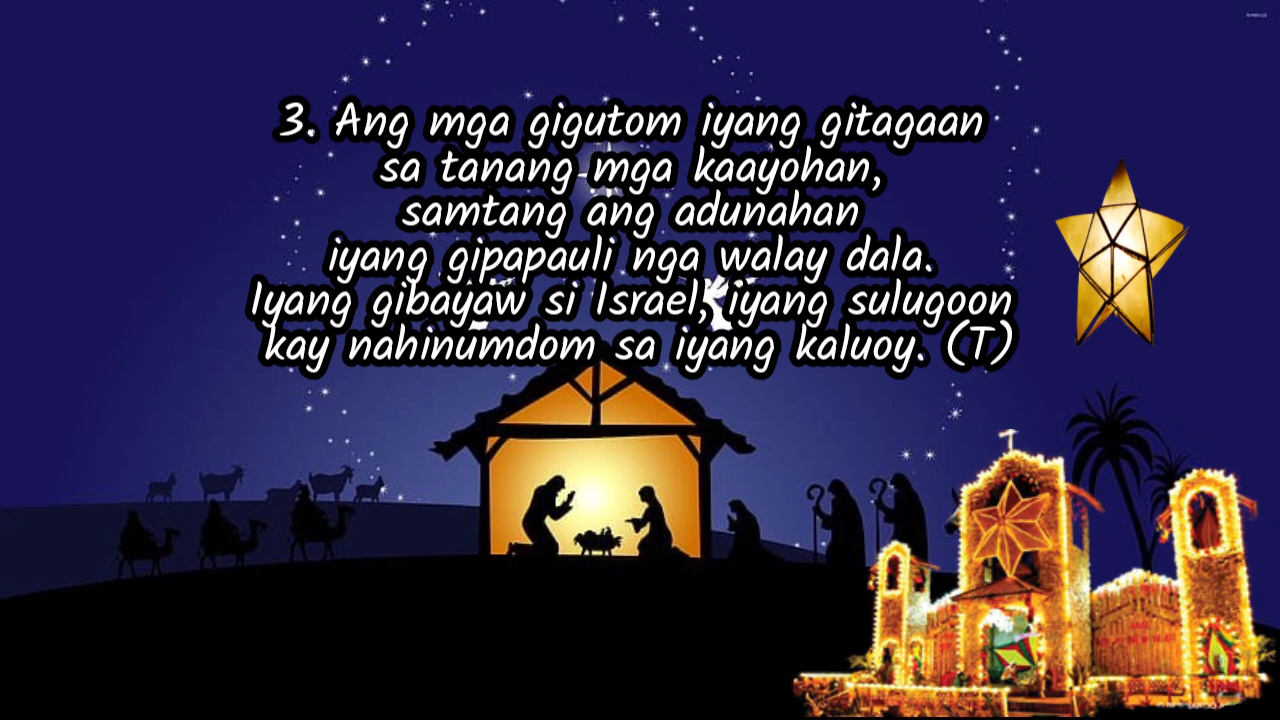 3. Ang mga gigutom iyang gitagaan
sa tanang mga kaayohan,
samtang ang adunahan
iyang gipapauli nga walay dala.
Iyang gibayaw si Israel, iyang sulugoon
kay nahinumdom sa iyang kaluoy. (T)